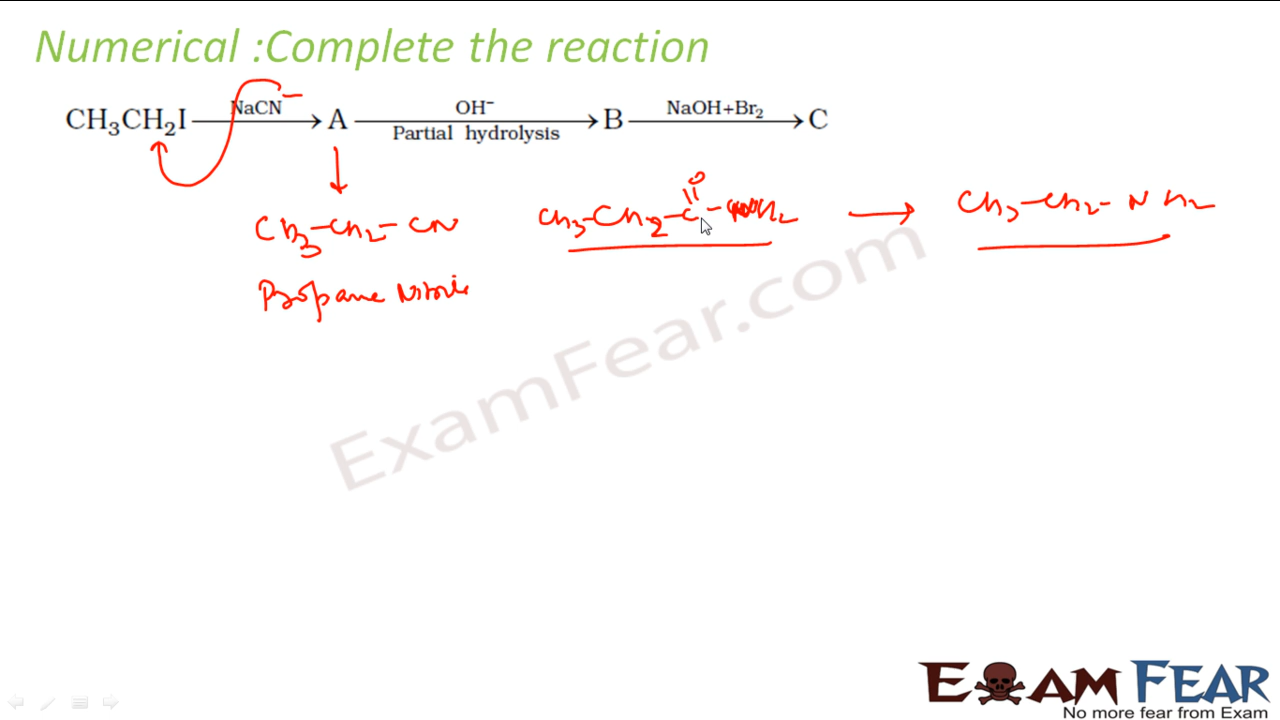 Numerical :Complete the reaction
CH₃CH₂I NaCN⁻ A OH⁻ Partial hydrolysis B NaOH+Br₂ C
CH₃-CH₂-CN
CH₃-CH₂-C
O
CH₃-CH₂-NH₂
Propane Nitrile
ExamFear.com
EXAM FEAR
No more fear from Exam